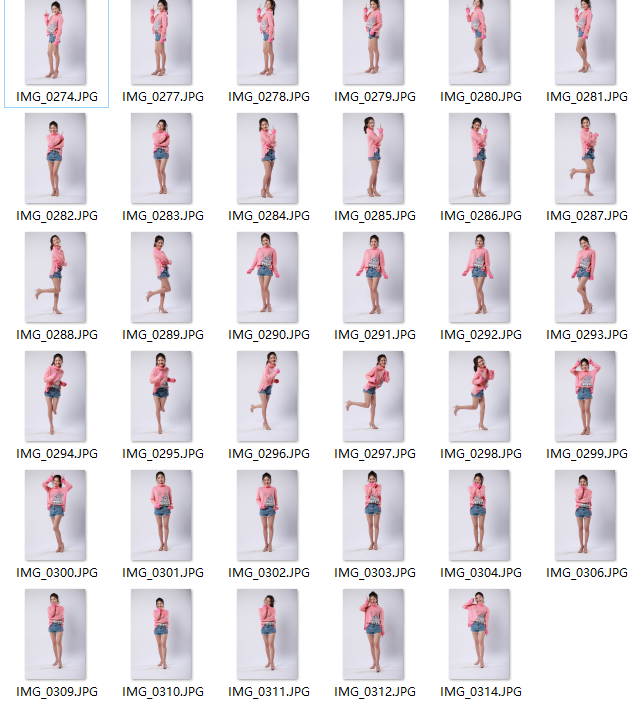 IMG_0274.JPG IMG_0277.JPG IMG_0278.JPG IMG_0279.JPG IMG_0280.JPG IMG_0281.JPG
IMG_0282.JPG IMG_0283.JPG IMG_0284.JPG IMG_0285.JPG IMG_0286.JPG IMG_0287.JPG
IMG_0288.JPG IMG_0289.JPG IMG_0290.JPG IMG_0291.JPG IMG_0292.JPG IMG_0293.JPG
IMG_0294.JPG IMG_0295.JPG IMG_0296.JPG IMG_0297.JPG IMG_0298.JPG IMG_0299.JPG
IMG_0300.JPG IMG_0301.JPG IMG_0302.JPG IMG_0303.JPG IMG_0304.JPG IMG_0306.JPG
IMG_0309.JPG IMG_0310.JPG IMG_0311.JPG IMG_0312.JPG IMG_0314.JPG